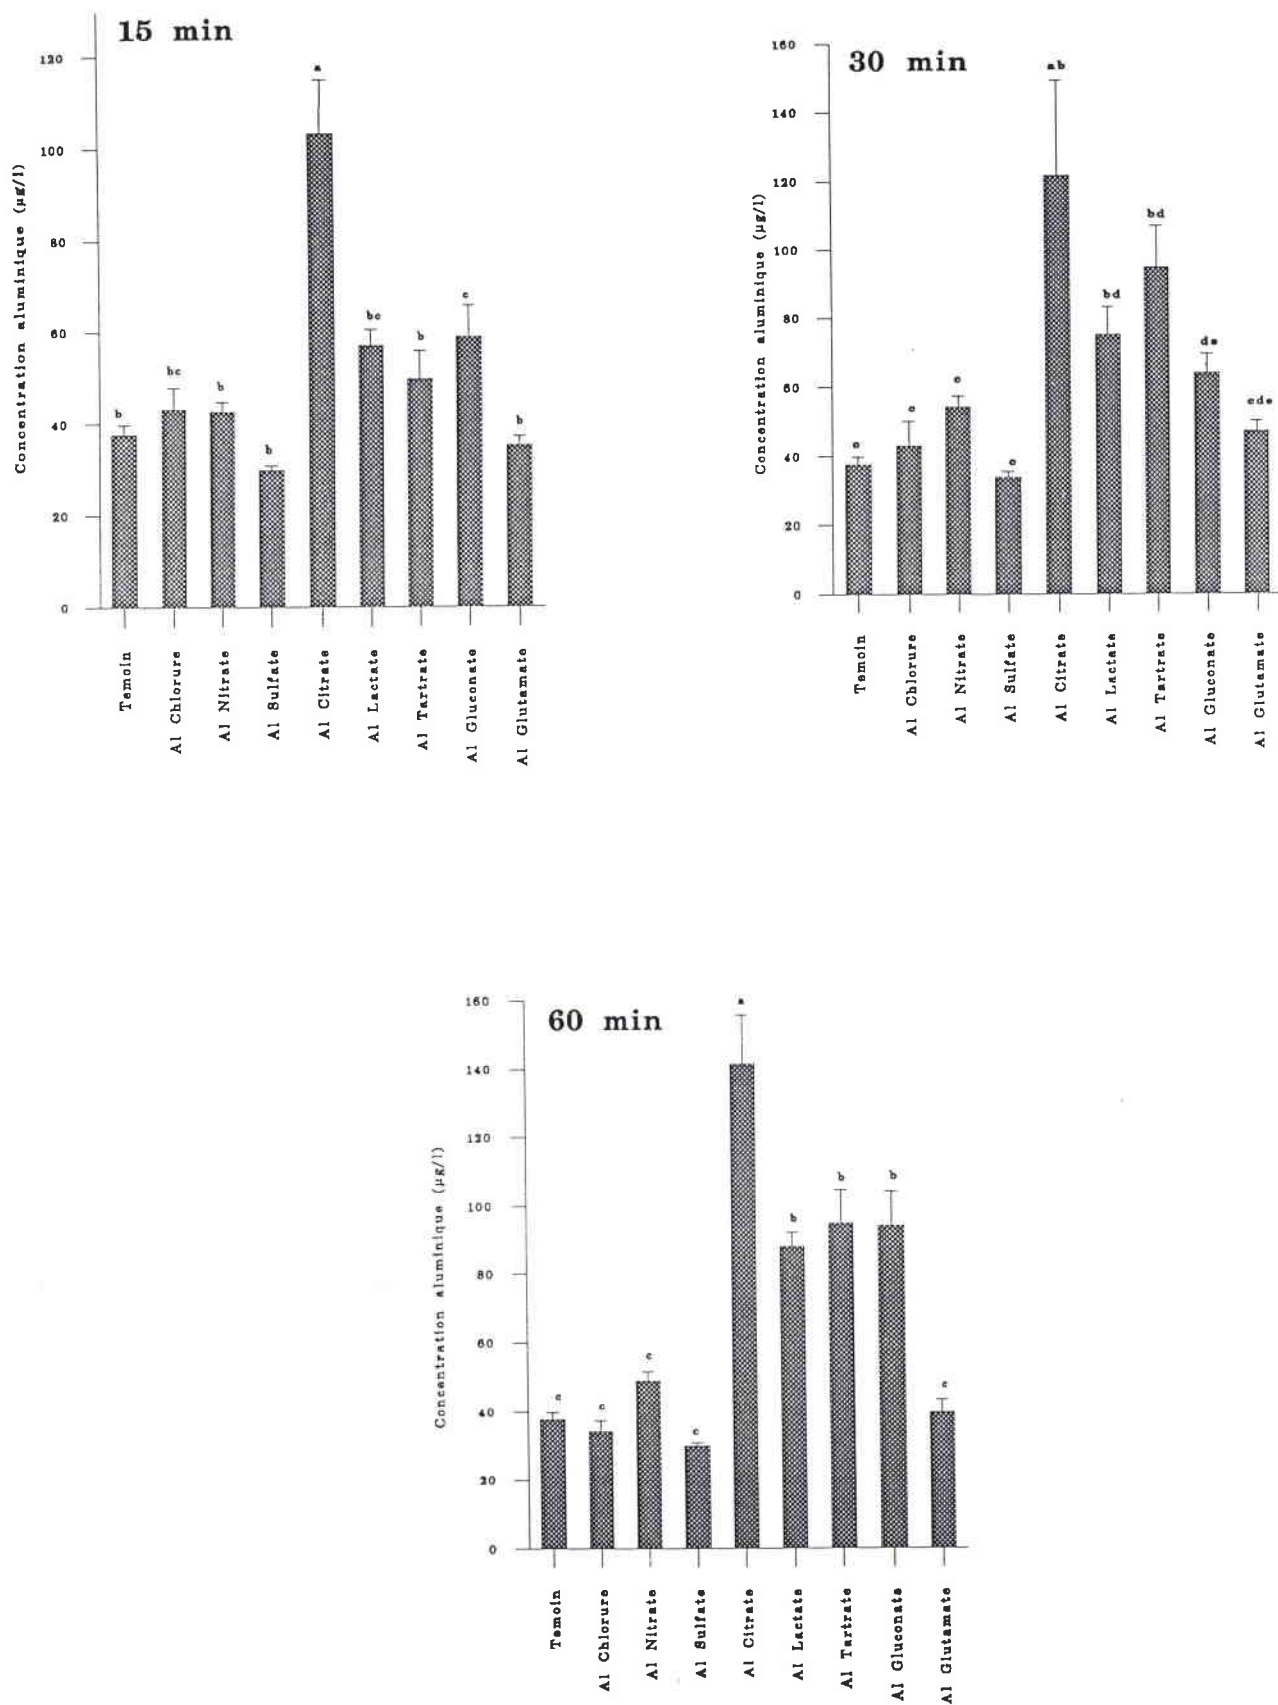 15 min
Concentration aluminique (µg/l)
120
100
80
60
40
20
0
b
bc
b
b
a
bc
b
c
b
Temoin
Al Chlorure
Al Nitrate
Al Sulfate
Al Citrate
Al Lactate
Al Tartrate
Al Gluconate
Al Glutamate
30 min
Concentration aluminique (µg/l)
160
140
120
100
80
60
40
20
0
ab
bd
bd
Temoin
Al Chlorure
Al Nitrate
Al Sulfate
Al Citrate
Al Lactate
Al Tartrate
Al Gluconate
Al Glutamate
60 min
Concentration aluminique (µg/l)
160
140
120
100
80
60
40
20
0
c
c
c
c
a
b
b
b
c
Temoin
Al Chlorure
Al Nitrate
Al Sulfate
Al Citrate
Al Lactate
Al Tartrate
Al Gluconate
Al Glutamate